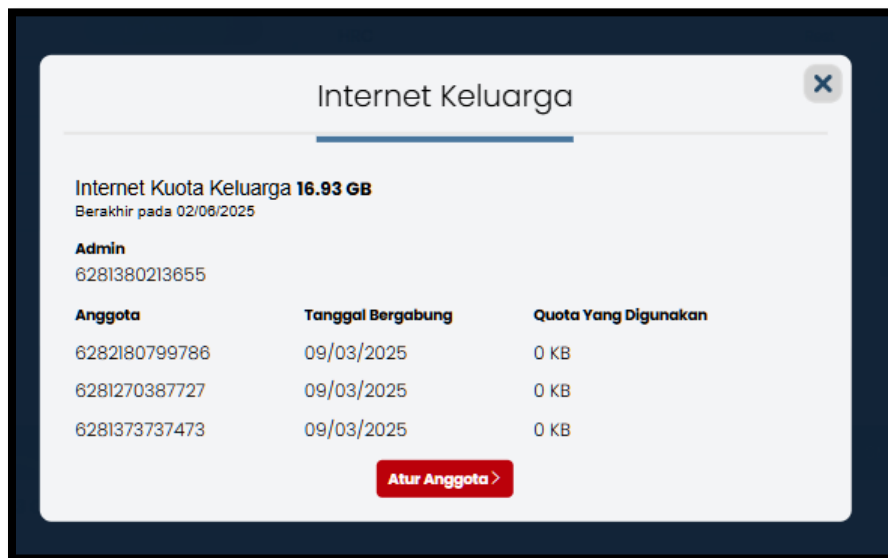 Internet Keluarga
Internet Kuota Keluarga 16.93 GB
Berakhir pada 02/06/2025
Admin
6281380213655
Anggota Tanggal Bergabung Quota Yang Digunakan
6282180799786 09/03/2025 0 KB
6281270387727 09/03/2025 0 KB
6281373737473 09/03/2025 0 KB
Atur Anggota >